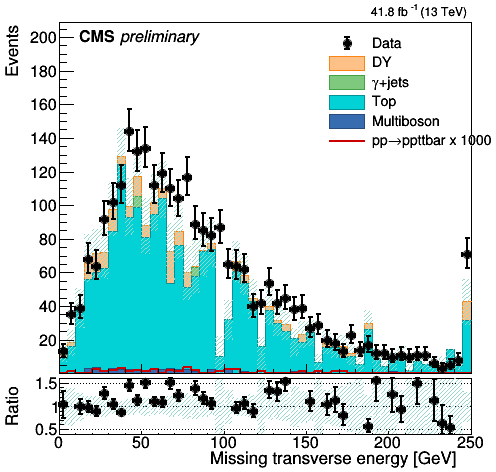 41.8 fb⁻¹ (13 TeV)
CMS preliminary
Data
DY
γ+jets
Top
Multiboson
pp→ppttbar x 1000
Events
200
180
160
140
120
100
80
60
40
20
Ratio
1.5
1
0.5
0 50 100 150 200 250
Missing transverse energy [GeV]